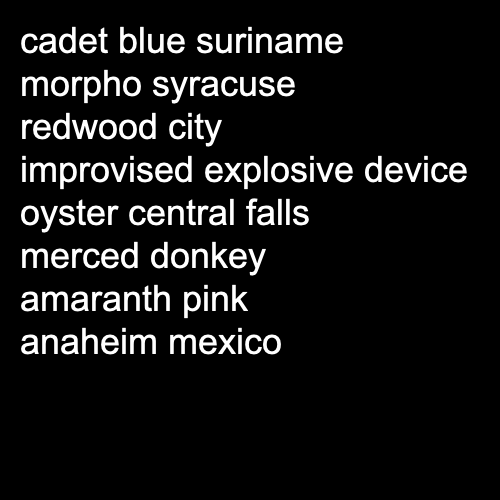 cadet blue suriname
morpho syracuse
redwood city
improvised explosive device
oyster central falls
merced donkey
amaranth pink
anaheim mexico